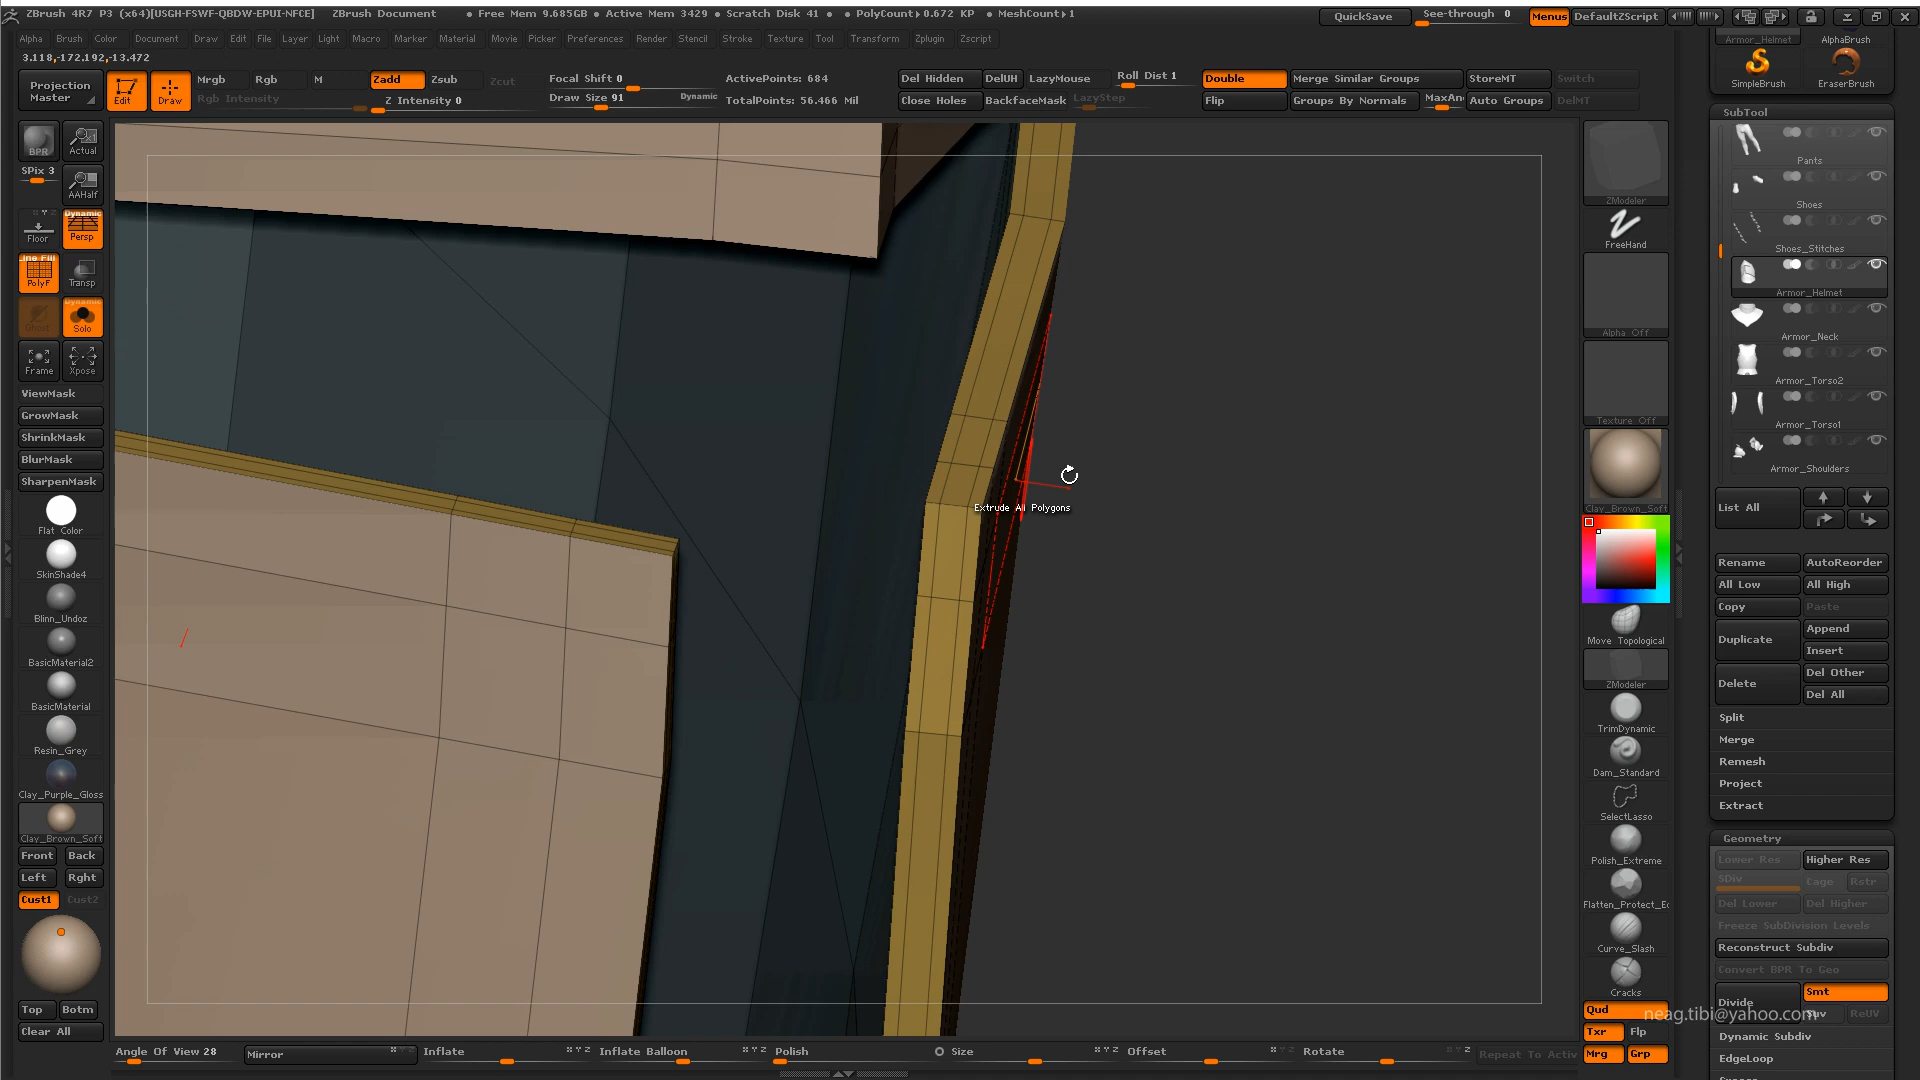 ZBrush 4R7 P3 (x64)[USGH-FSWF-QBDW-EPUI-NFCE] ZBrush Document • Free Mem 9.685GB • Active Mem 3429 • Scratch Disk 41 • PolyCount 0.672 KP • MeshCount 1 QuickSave See-through 0 Menus DefaultZScript
Alpha Brush Color Document Draw Edit File Layer Light Macro Marker Material Movie Picker Preferences Render Stencil Stroke Texture Tool Transform Zplugin Zscript
3.118,-172.192,-13.472
Projection Master
Edit
Draw
Mrgb Rgb M Zadd Zsub Zcut
Rgb Intensity Z Intensity 0
Focal Shift 0
Draw Size 91 Dynamic
ActivePoints: 684
TotalPoints: 56.466 Mil
Del Hidden DelUH LazyMouse Roll Dist 1
Close Holes BackfaceMask LazyStep
Double Merge Similar Groups StoreMT Switch
Flip Groups By Normals MaxAn Auto Groups DelMT
BPR
Actual
SPix 3
AAHalf
Floor
Dynamic
Persp
Line Fill
PolyF
Transp
Ghost
Dynamic
Solo
Frame
Xpose
ViewMask
GrowMask
ShrinkMask
BlurMask
SharpenMask
Flat Color
SkinShade4
Blinn_Undoz
BasicMaterial2
BasicMaterial
Resin_Grey
Clay_Purple_Gloss
Clay_Brown_Soft
Front Back
Left Rght
Cust1 Cust2
Top Botm
Clear All
Extrude All Polygons
Angle Of View 28 Mirror Inflate Inflate Balloon Polish Size Offset Rotate Repeat To Activ
ZModeler
FreeHand
Alpha Off
Texture Off
Clay_Brown_Soft
Move Topological
ZModeler
TrimDynamic
Dam_Standard
SelectLasso
Polish_Extreme
Flatten_Protect_Ed
Curve_Slash
Cracks
Qud
Txr Flp
Mrg Grp
Armor_Helmet AlphaBrush
SimpleBrush EraserBrush
SubTool
Pants
Shoes
Shoes_Stitches
Armor_Helmet
Armor_Neck
Armor_Torso2
Armor_Torso1
Armor_Shoulders
List All
Rename AutoReorder
All Low All High
Copy Paste
Duplicate Append
Insert
Delete Del Other
Del All
Split
Merge
Remesh
Project
Extract
Geometry
Lower Res Higher Res
SDiv Cage Rstr
Del Lower Del Higher
Freeze SubDivision Levels
Reconstruct Subdiv
Convert BPR To Geo
Divide Smt
Suv ReUV
neag.tibi@yahoo.com
Dynamic Subdiv
EdgeLoop